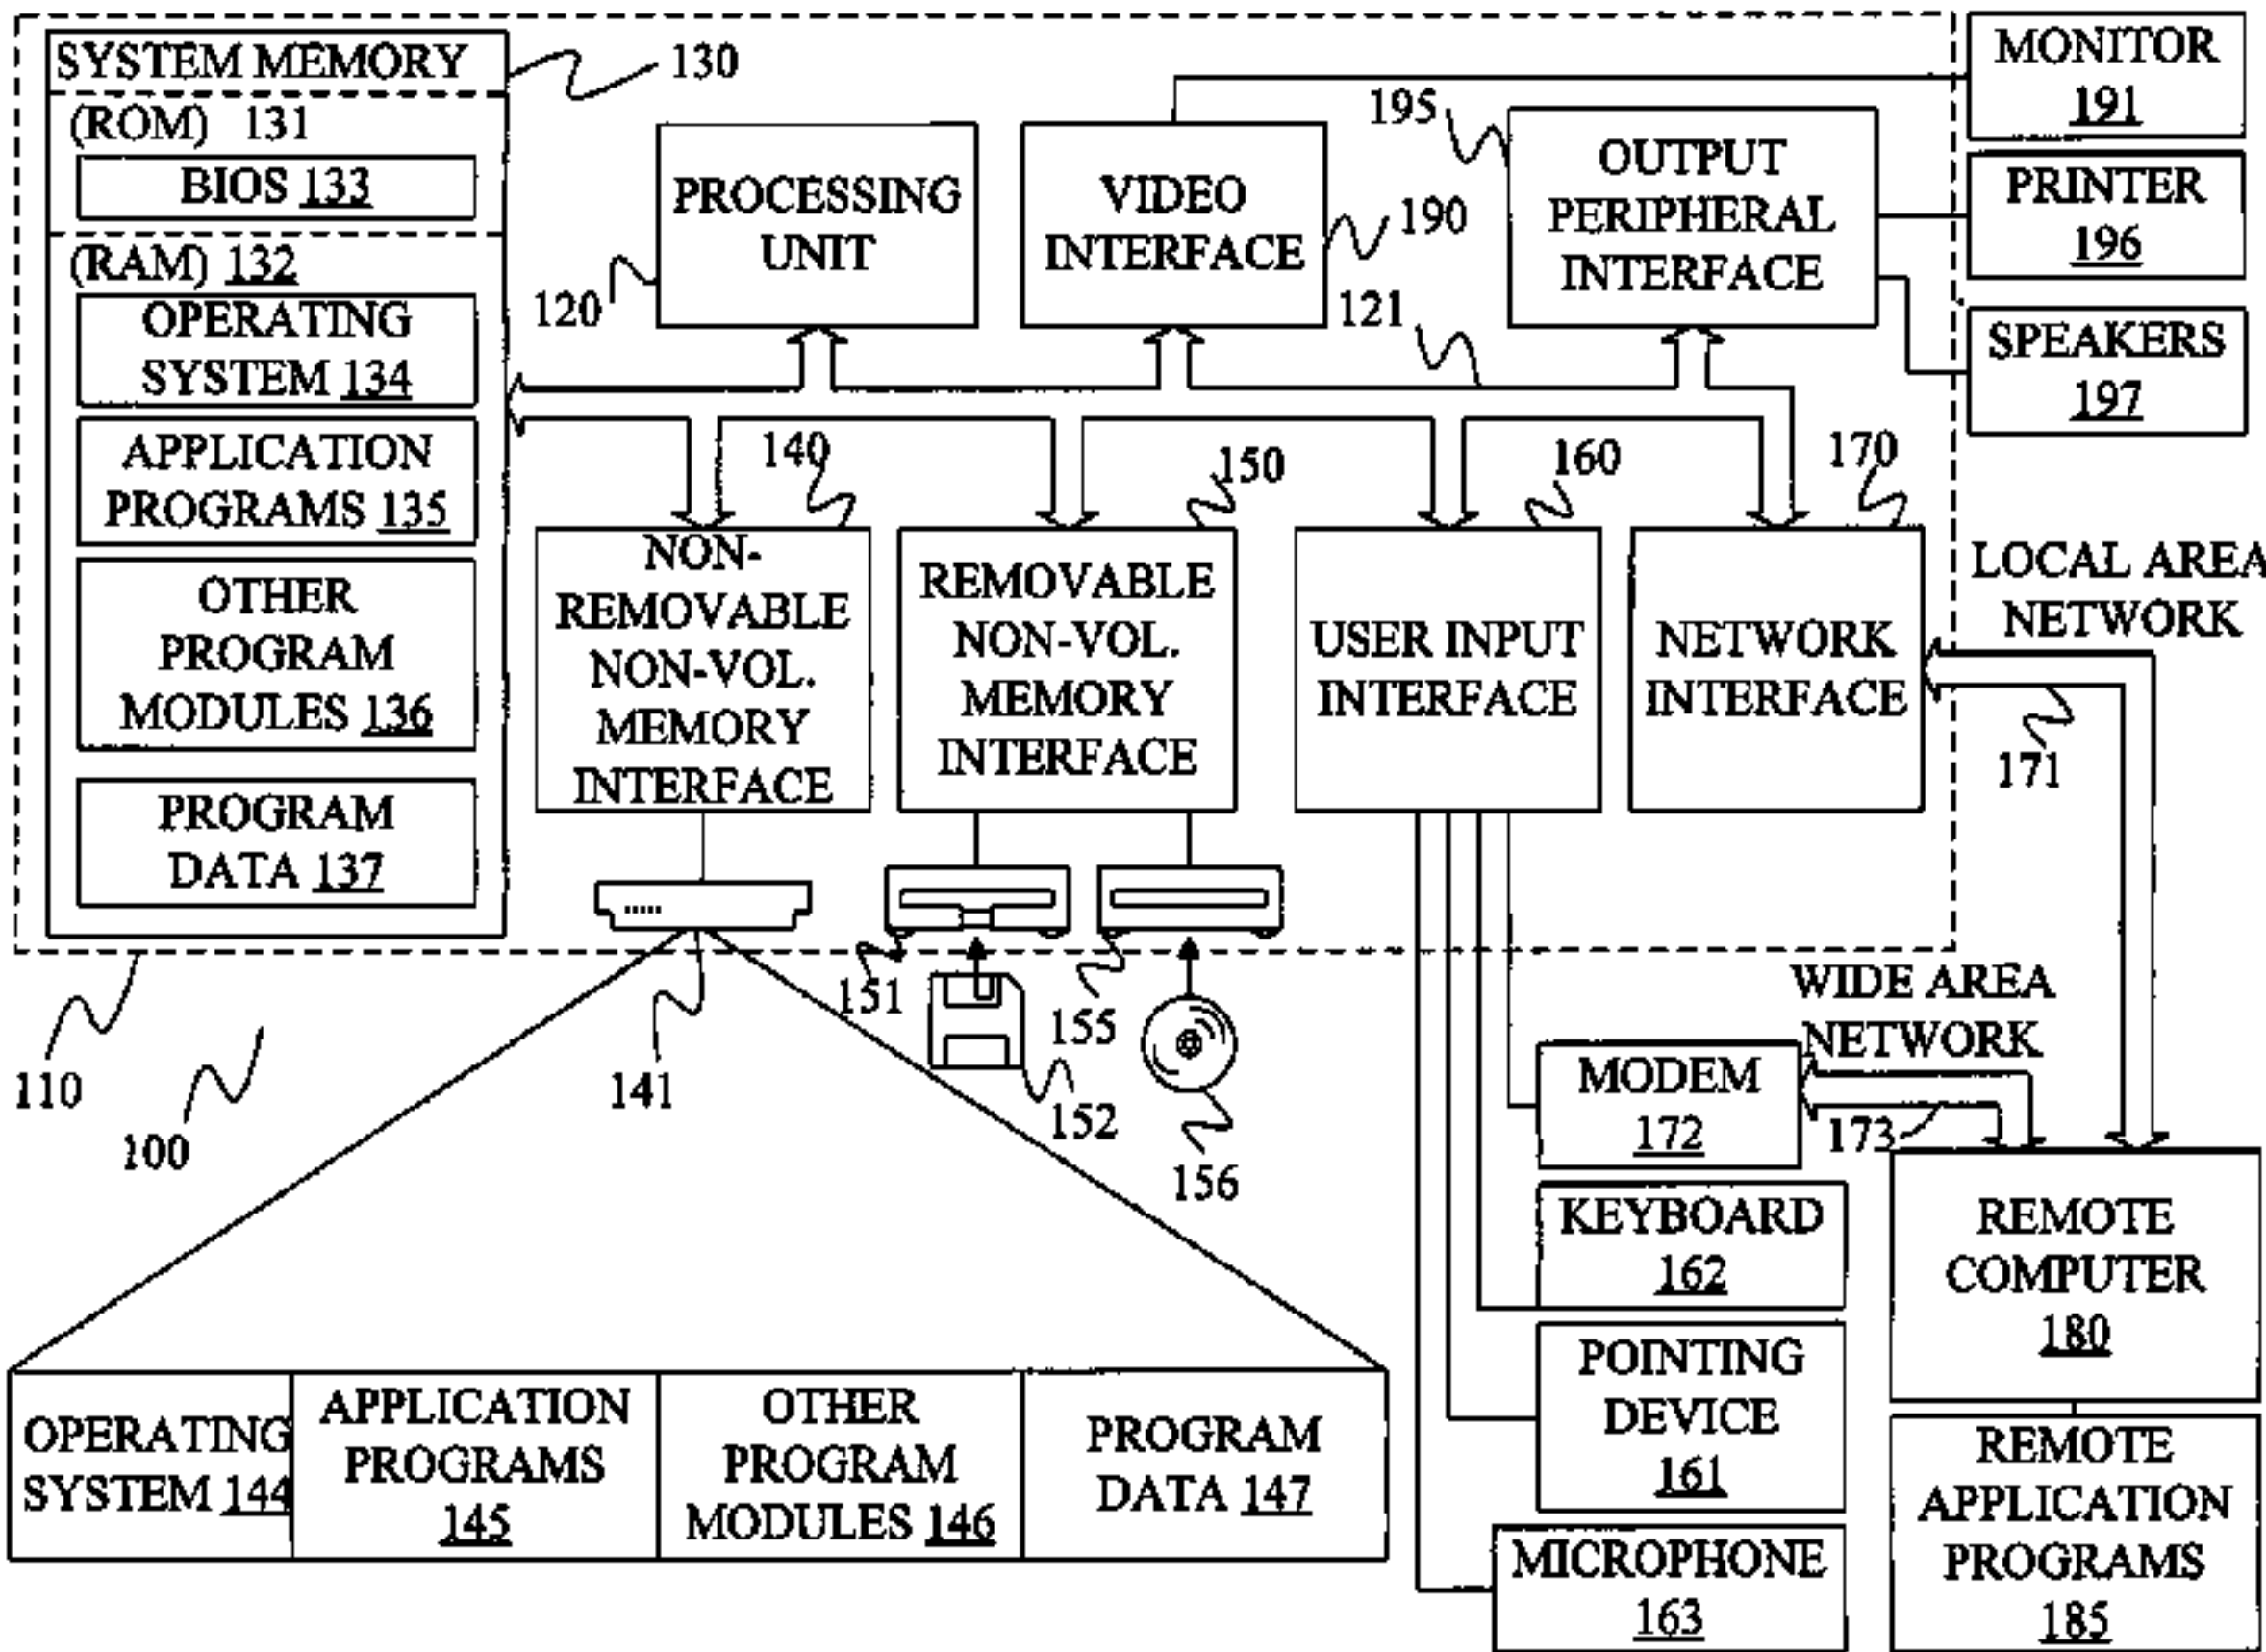 SYSTEM MEMORY
130
(ROM) 131
BIOS 133
(RAM) 132
OPERATING
SYSTEM 134
APPLICATION
PROGRAMS 135
OTHER
PROGRAM
MODULES 136
PROGRAM
DATA 137
PROCESSING
UNIT
120
VIDEO
INTERFACE
190
121
195
OUTPUT
PERIPHERAL
INTERFACE
MONITOR
191
PRINTER
196
SPEAKERS
197
140
NON-
REMOVABLE
NON-VOL.
MEMORY
INTERFACE
150
REMOVABLE
NON-VOL.
MEMORY
INTERFACE
160
USER INPUT
INTERFACE
170
NETWORK
INTERFACE
LOCAL AREA
NETWORK
171
110
100
141
151
152
155
156
WIDE AREA
NETWORK
173
MODEM
172
KEYBOARD
162
POINTING
DEVICE
161
MICROPHONE
163
REMOTE
COMPUTER
180
REMOTE
APPLICATION
PROGRAMS
185
OPERATING
SYSTEM 144
APPLICATION
PROGRAMS
145
OTHER
PROGRAM
MODULES 146
PROGRAM
DATA 147